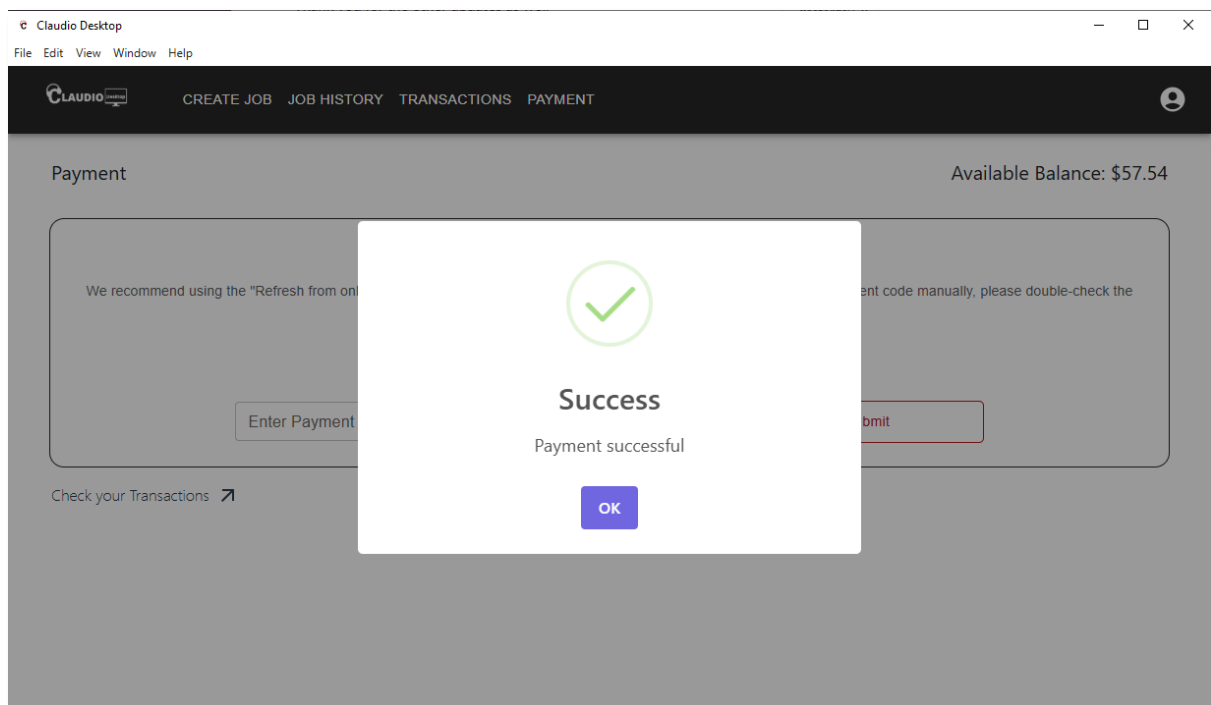 Claudio Desktop
File Edit View Window Help
CLAUDIO Desktop CREATE JOB JOB HISTORY TRANSACTIONS PAYMENT
Payment Available Balance: $57.54
We recommend using the "Refresh from onl ent code manually, please double-check the
Success
Enter Payment bmit
Payment successful
Check your Transactions
OK